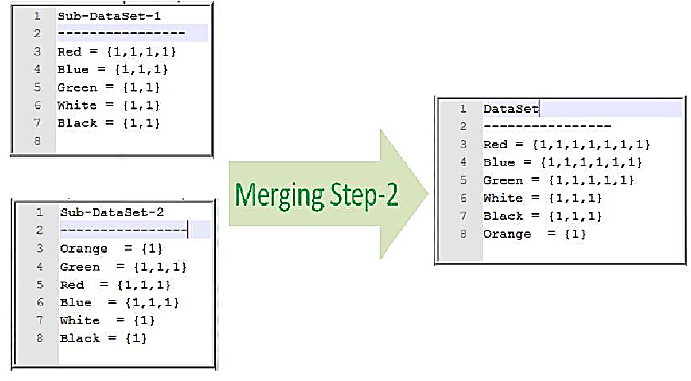 1 Sub-DataSet-1
2 ----------------
3 Red = {1,1,1,1}
4 Blue = {1,1,1}
5 Green = {1,1}
6 White = {1,1}
7 Black = {1,1}
8
1 Sub-DataSet-2
2 ----------------
3 Orange = {1}
4 Green = {1,1,1}
5 Red = {1,1,1}
6 Blue = {1,1,1}
7 White = {1}
8 Black = {1}
Merging Step-2
1 DataSet
2 ----------------
3 Red = {1,1,1,1,1,1,1}
4 Blue = {1,1,1,1,1,1}
5 Green = {1,1,1,1,1}
6 White = {1,1,1}
7 Black = {1,1,1}
8 Orange = {1}